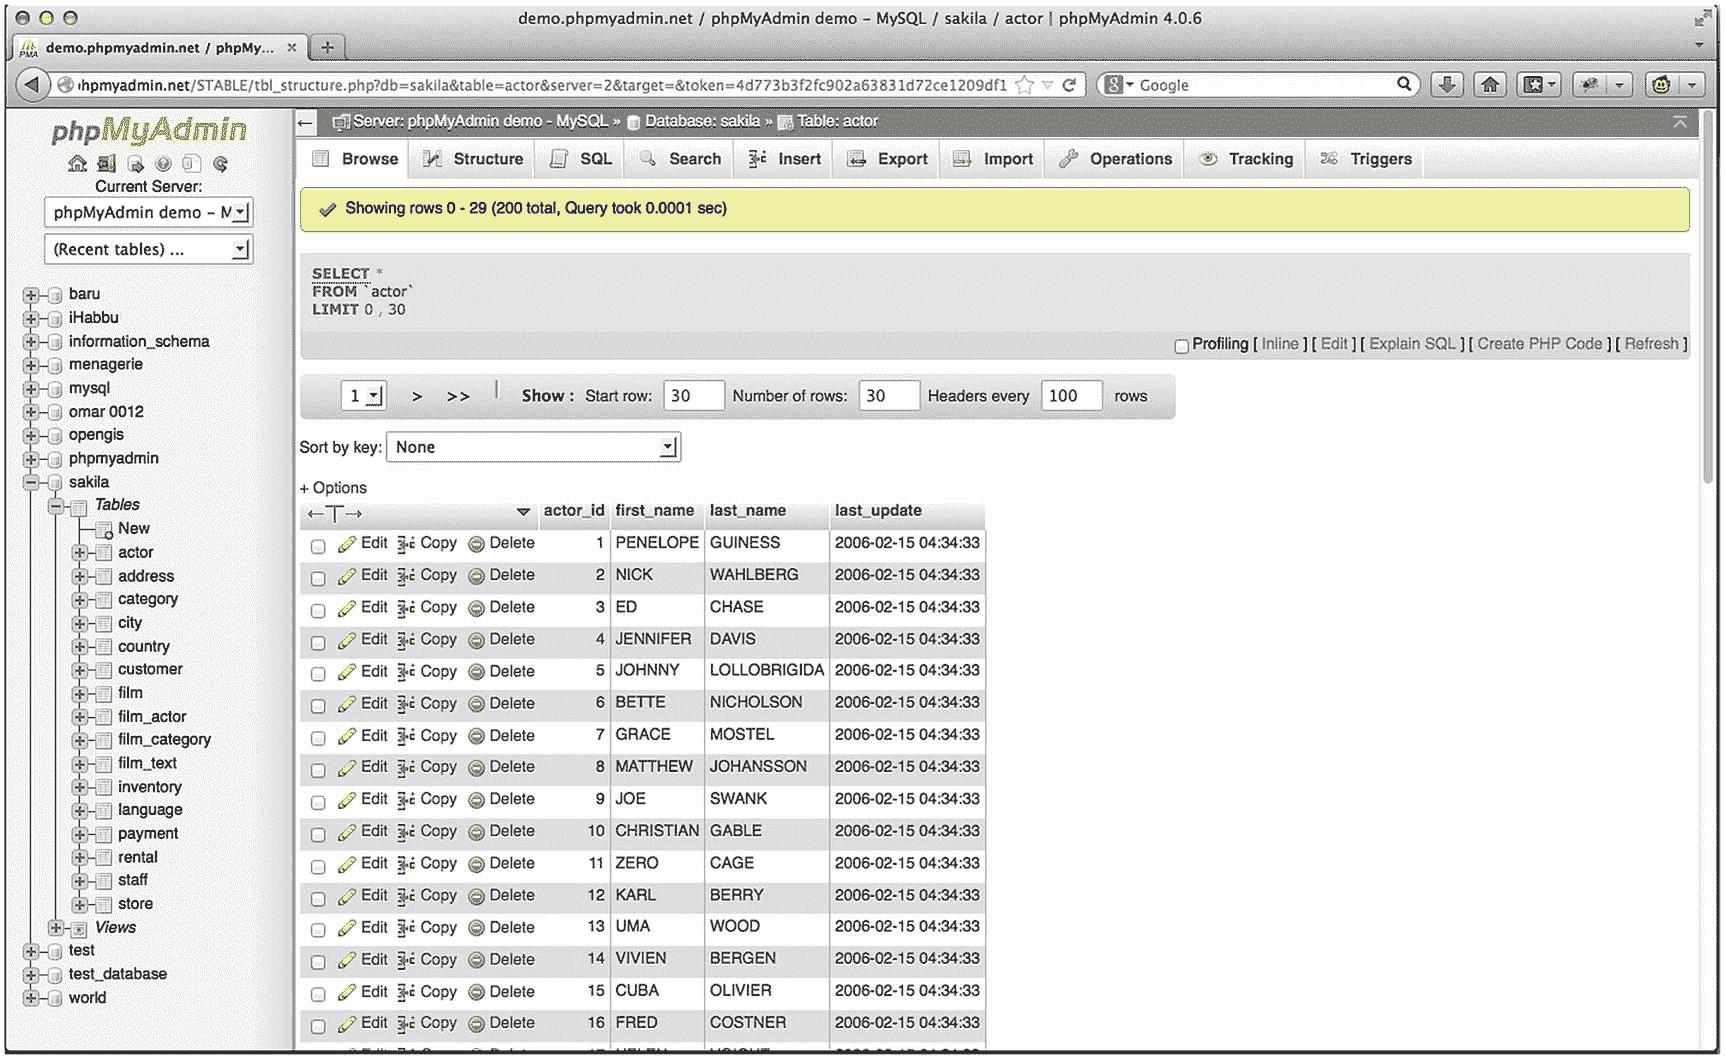 demo.phpmyadmin.net / phpMyAdmin demo – MySQL / sakila / actor | phpMyAdmin 4.0.6
demo.phpmyadmin.net / phpMy...
hpmyadmin.net/STABLE/tbl_structure.php?db=sakila&table=actor&server=2&target=&token=4d773b3f2fc902a63831d72ce1209df1
Google
phpMyAdmin
Current Server:
phpMyAdmin demo – M
(Recent tables) ...
baru
iHabbu
information_schema
menagerie
mysql
omar 0012
opengis
phpmyadmin
sakila
Tables
New
actor
address
category
city
country
customer
film
film_actor
film_category
film_text
inventory
language
payment
rental
staff
store
Views
test
test_database
world
Server: phpMyAdmin demo - MySQL » Database: sakila » Table: actor
Browse Structure SQL Search Insert Export Import Operations Tracking Triggers
Showing rows 0 - 29 (200 total, Query took 0.0001 sec)
SELECT *
FROM `actor`
LIMIT 0 , 30
Profiling [ Inline ] [ Edit ] [ Explain SQL ] [ Create PHP Code ] [ Refresh ]
1 > >> Show : Start row: 30 Number of rows: 30 Headers every 100 rows
Sort by key: None
+ Options
←T→ actor_id first_name last_name last_update
Edit Copy Delete 1 PENELOPE GUINESS 2006-02-15 04:34:33
Edit Copy Delete 2 NICK WAHLBERG 2006-02-15 04:34:33
Edit Copy Delete 3 ED CHASE 2006-02-15 04:34:33
Edit Copy Delete 4 JENNIFER DAVIS 2006-02-15 04:34:33
Edit Copy Delete 5 JOHNNY LOLLOBRIGIDA 2006-02-15 04:34:33
Edit Copy Delete 6 BETTE NICHOLSON 2006-02-15 04:34:33
Edit Copy Delete 7 GRACE MOSTEL 2006-02-15 04:34:33
Edit Copy Delete 8 MATTHEW JOHANSSON 2006-02-15 04:34:33
Edit Copy Delete 9 JOE SWANK 2006-02-15 04:34:33
Edit Copy Delete 10 CHRISTIAN GABLE 2006-02-15 04:34:33
Edit Copy Delete 11 ZERO CAGE 2006-02-15 04:34:33
Edit Copy Delete 12 KARL BERRY 2006-02-15 04:34:33
Edit Copy Delete 13 UMA WOOD 2006-02-15 04:34:33
Edit Copy Delete 14 VIVIEN BERGEN 2006-02-15 04:34:33
Edit Copy Delete 15 CUBA OLIVIER 2006-02-15 04:34:33
Edit Copy Delete 16 FRED COSTNER 2006-02-15 04:34:33